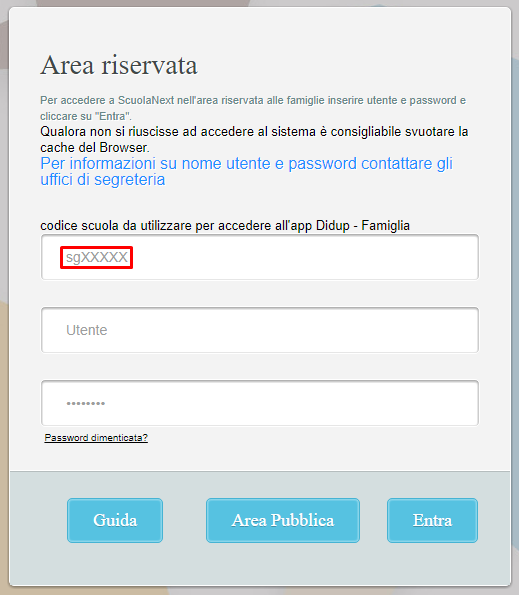 Area riservata
Per accedere a ScuolaNext nell'area riservata alle famiglie inserire utente e password e
cliccare su "Entra".
Qualora non si riuscisse ad accedere al sistema è consigliabile svuotare la
cache del Browser.
Per informazioni su nome utente e password contattare gli
uffici di segreteria
codice scuola da utilizzare per accedere all'app Didup - Famiglia
sgXXXXX
Utente
••••••••
Password dimenticata?
Guida
Area Pubblica
Entra